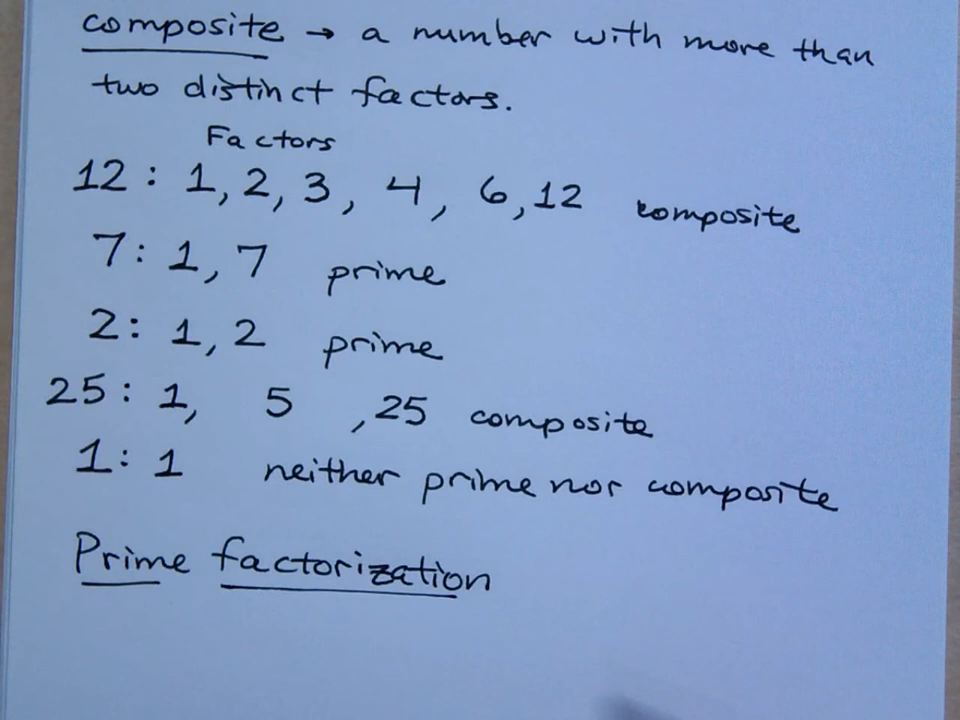 composite → a number with more than
two distinct factors.
Factors
12: 1, 2, 3, 4, 6, 12 composite
7: 1, 7 prime
2: 1, 2 prime
25: 1, 5, 25 composite
1: 1 neither prime nor composite
Prime factorization